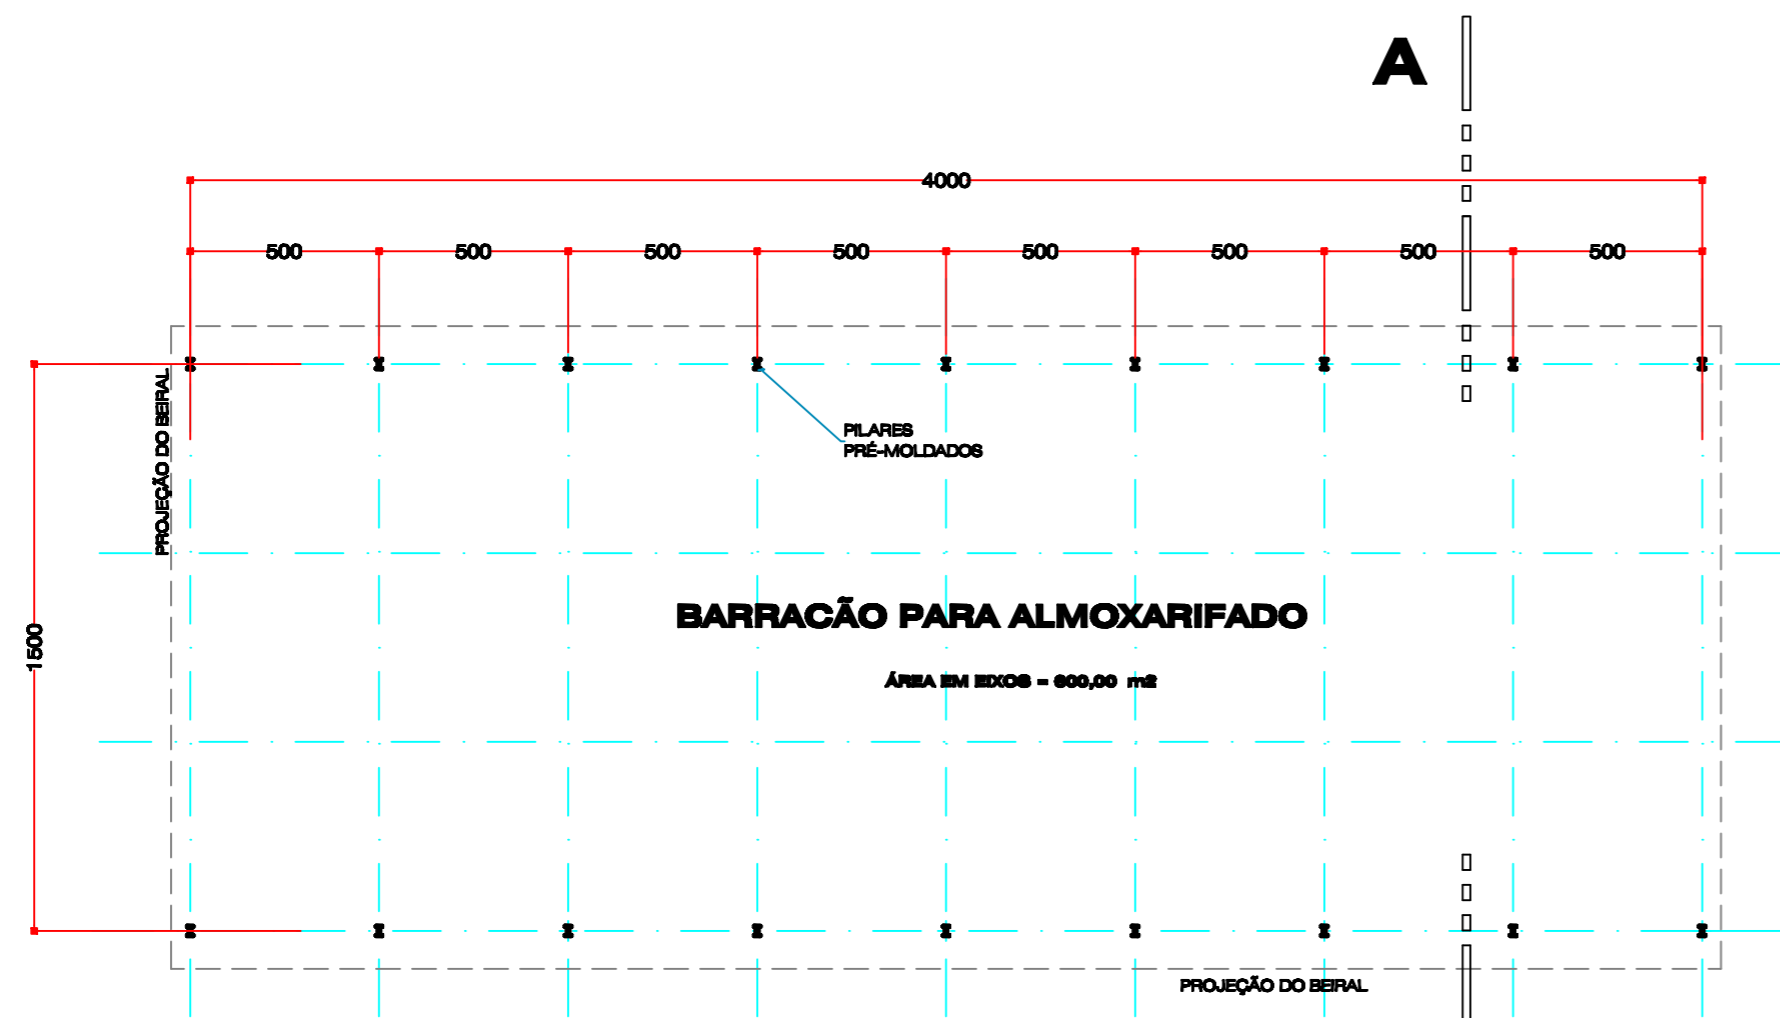 A
4000
500 500 500 500 500 500 500 500
PROJEÇÃO DO BEIRAL
PILARES
PRÉ-MOLDADOS
1500
BARRACÃO PARA ALMOXARIFADO
ÁREA EM EIXOS = 600,00 m2
PROJEÇÃO DO BEIRAL